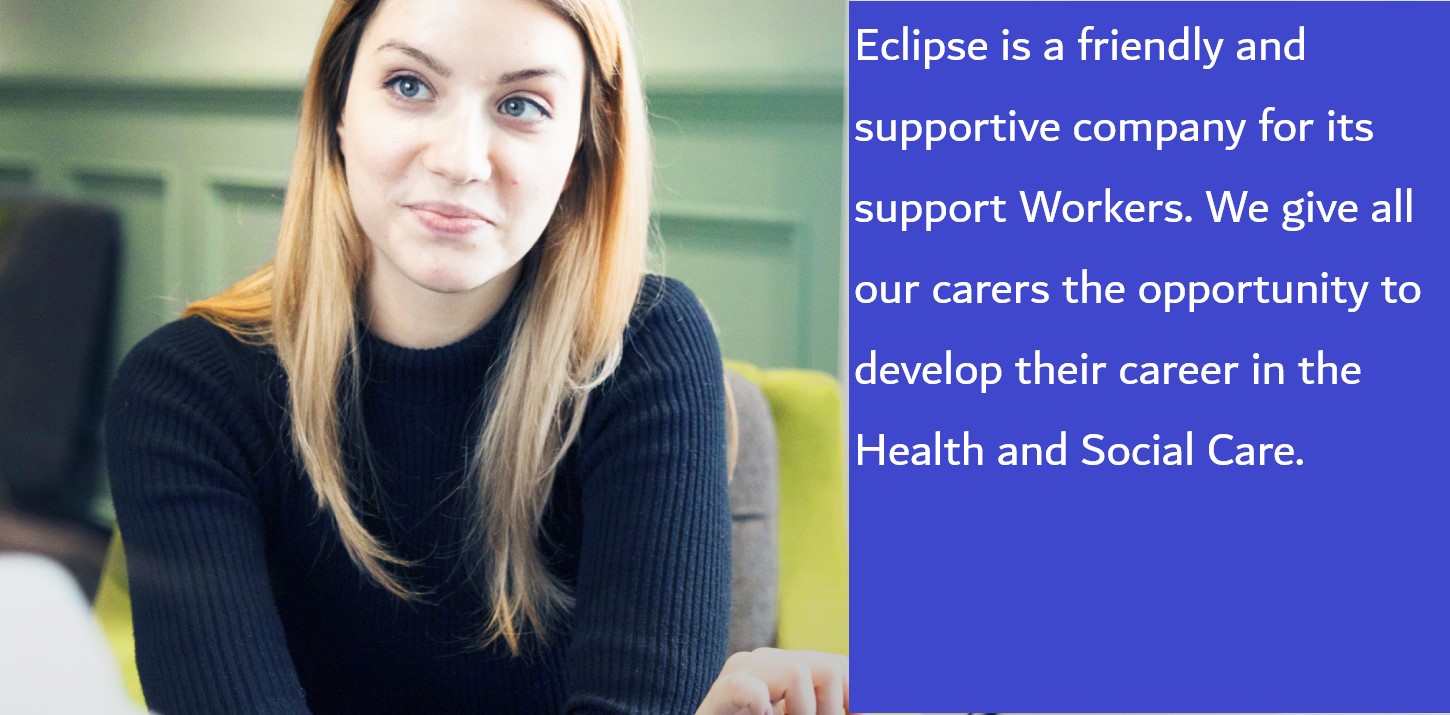 Eclipse is a friendly and
supportive company for its
support Workers. We give all
our carers the opportunity to
develop their career in the
Health and Social Care.